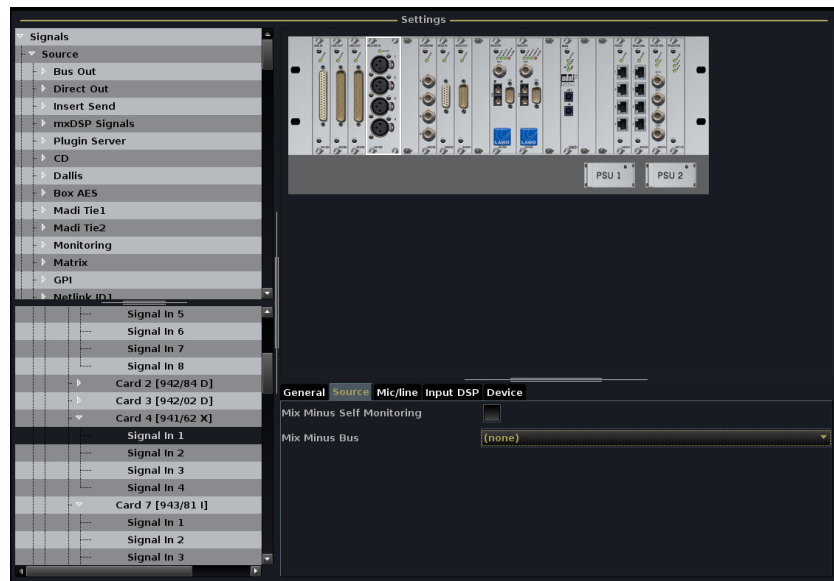 Settings
Signals
Source
Bus Out
Direct Out
Insert Send
mxDSP Signals
Plugin Server
CD
Dallis
Box AES
Madi Tie1
Madi Tie2
Monitoring
Matrix
GPI
Netlink ID1
Signal In 5
Signal In 6
Signal In 7
Signal In 8
Card 2 [942/84 D]
Card 3 [942/02 D]
Card 4 [941/62 X]
Signal In 1
Signal In 2
Signal In 3
Signal In 4
Card 7 [943/81 I]
Signal In 1
Signal In 2
Signal In 3
LAWO
LAWO
PSU 1
PSU 2
General Source Mic/line Input DSP Device
Mix Minus Self Monitoring
Mix Minus Bus
(none)